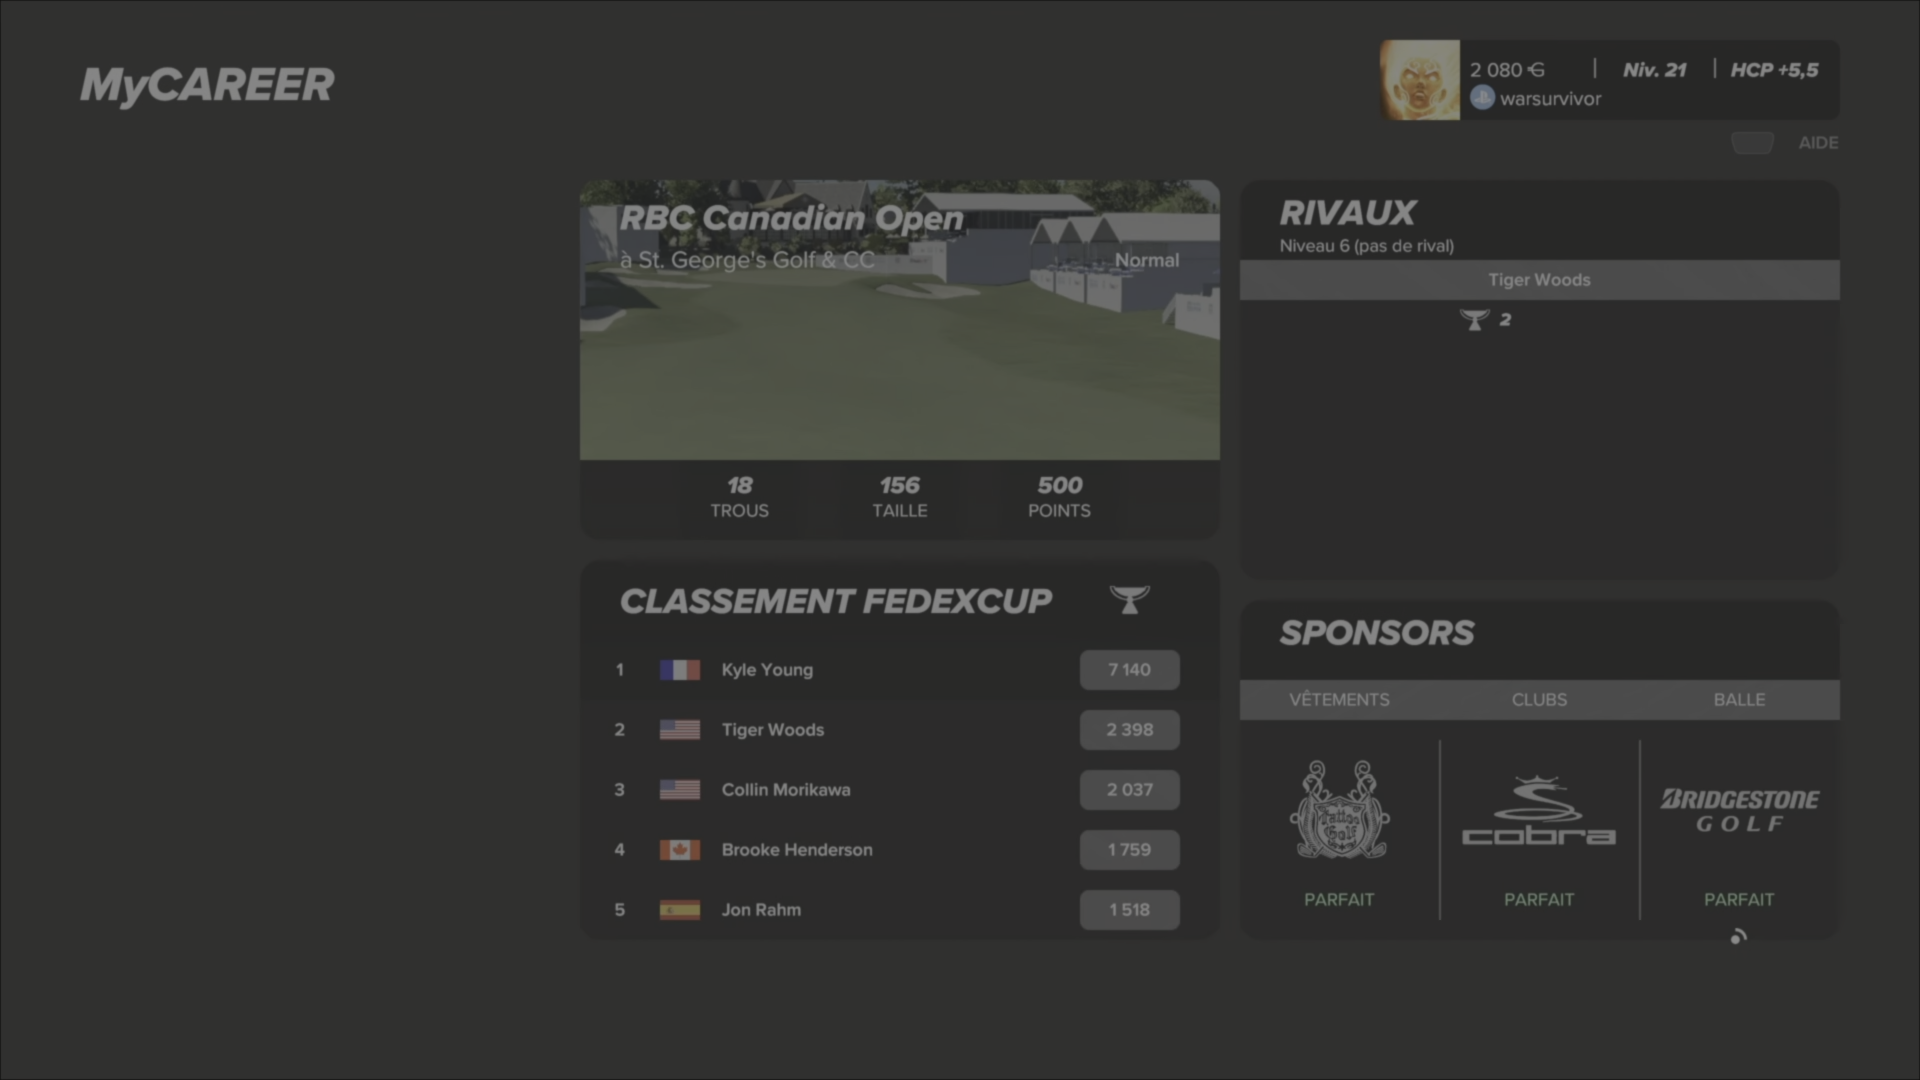 MyCAREER
2 080 G | Niv. 21 | HCP +5,5
warsurvivor
AIDE
RBC Canadian Open
à St. George's Golf & CC
Normal
18
TROUS
156
TAILLE
500
POINTS
CLASSEMENT FEDEXCUP
1 Kyle Young 7 140
2 Tiger Woods 2 398
3 Collin Morikawa 2 037
4 Brooke Henderson 1 759
5 Jon Rahm 1 518
RIVAUX
Niveau 6 (pas de rival)
Tiger Woods
2
SPONSORS
VÊTEMENTS CLUBS BALLE
Tattoo
Golf
cobra
BRIDGESTONE
GOLF
PARFAIT PARFAIT PARFAIT